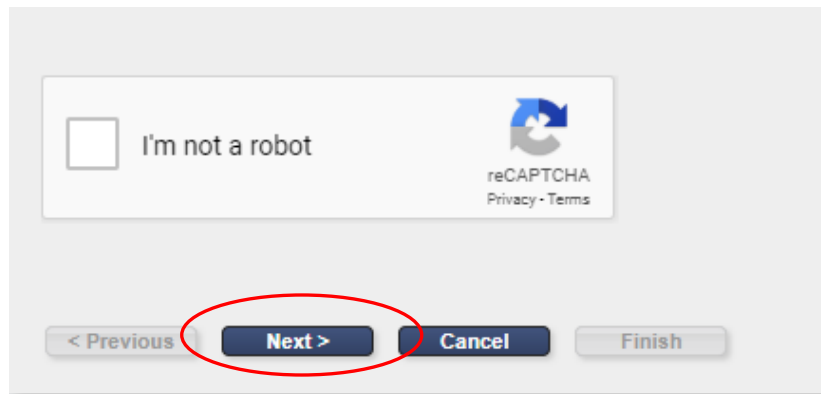 I'm not a robot
reCAPTCHA
Privacy - Terms
< Previous Next > Cancel Finish